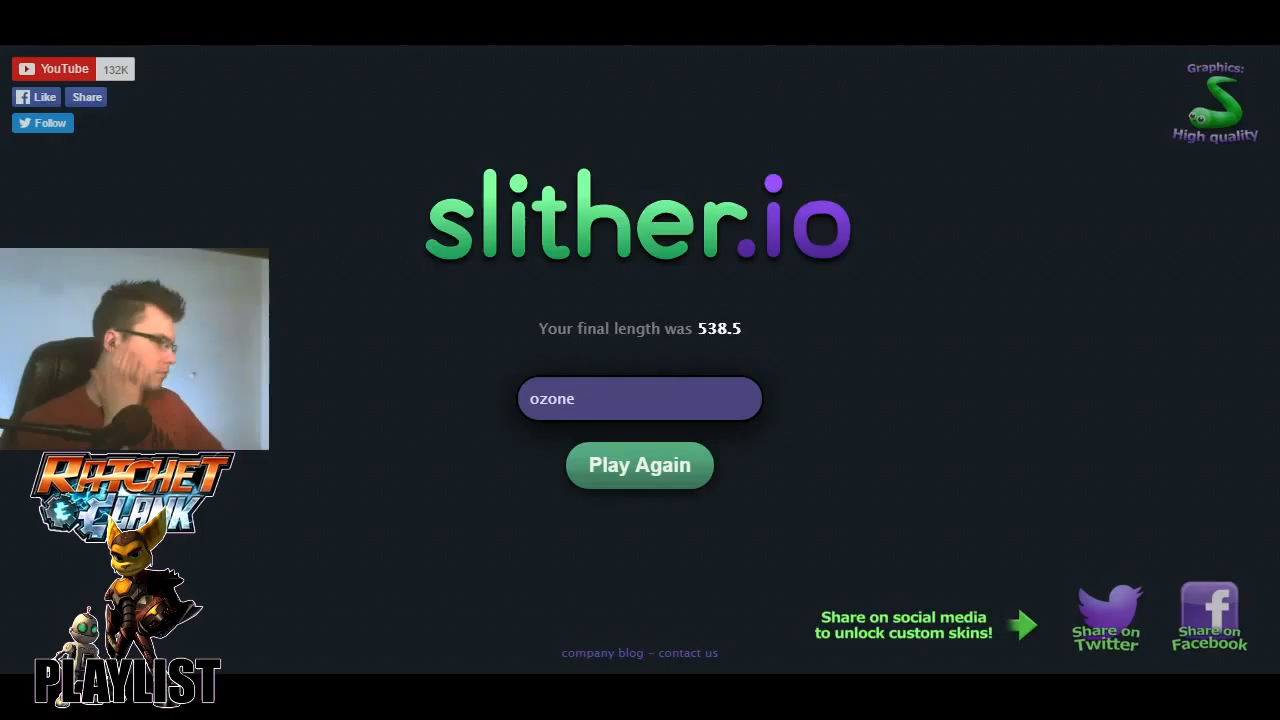 YouTube 132K
Like Share
Follow
Graphics:
High quality
slither.io
Your final length was 538.5
ozone
Play Again
RATCHET
& CLANK
PLAYLIST
Share on social media
to unlock custom skins!
Share on
Twitter
Share on
Facebook
company blog - contact us